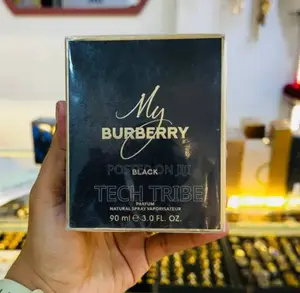 My
BURBERRY
BLACK
POSTED ON JIJI
TECH TRIBE
PARFUM
NATURAL SPRAY VAPORISATEUR
90 ml e 3.0 FL. OZ.